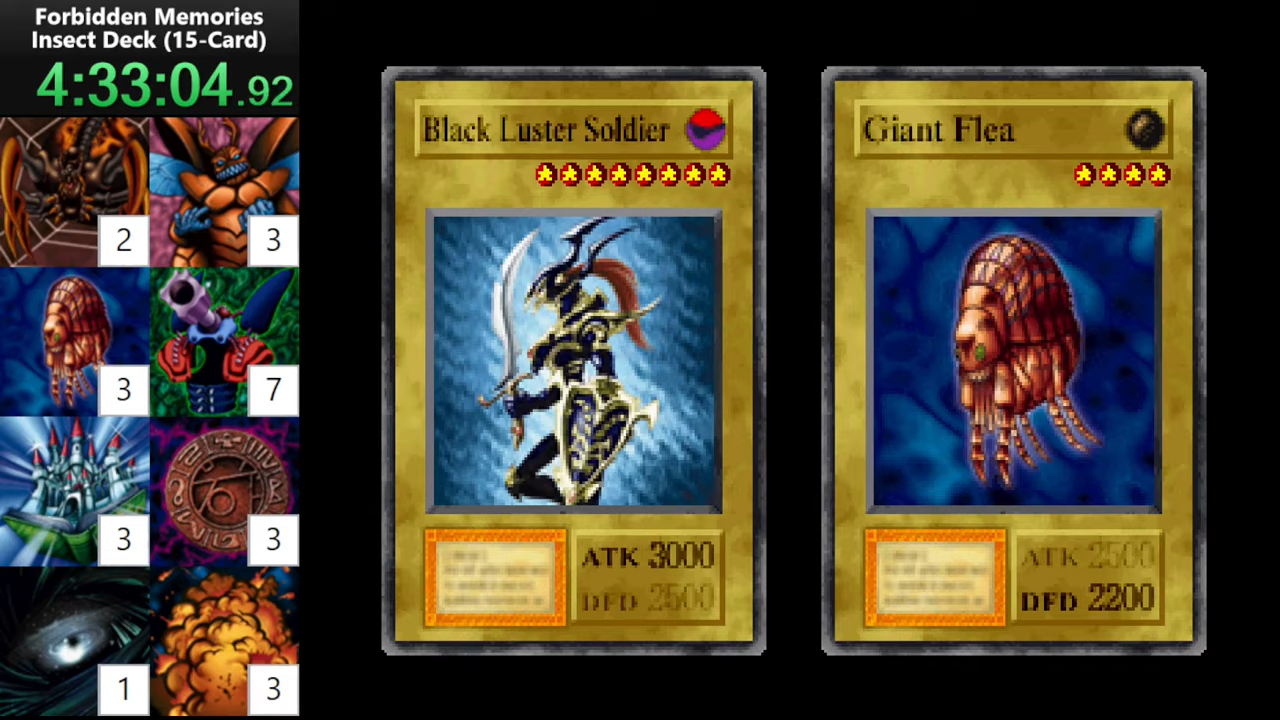 Forbidden Memories
Insect Deck (15-Card)
4:33:04.92
2
3
3
7
3
3
1
3
Black Luster Soldier
ATK 3000
DFD 2500
Giant Flea
ATK 2500
DFD 2200